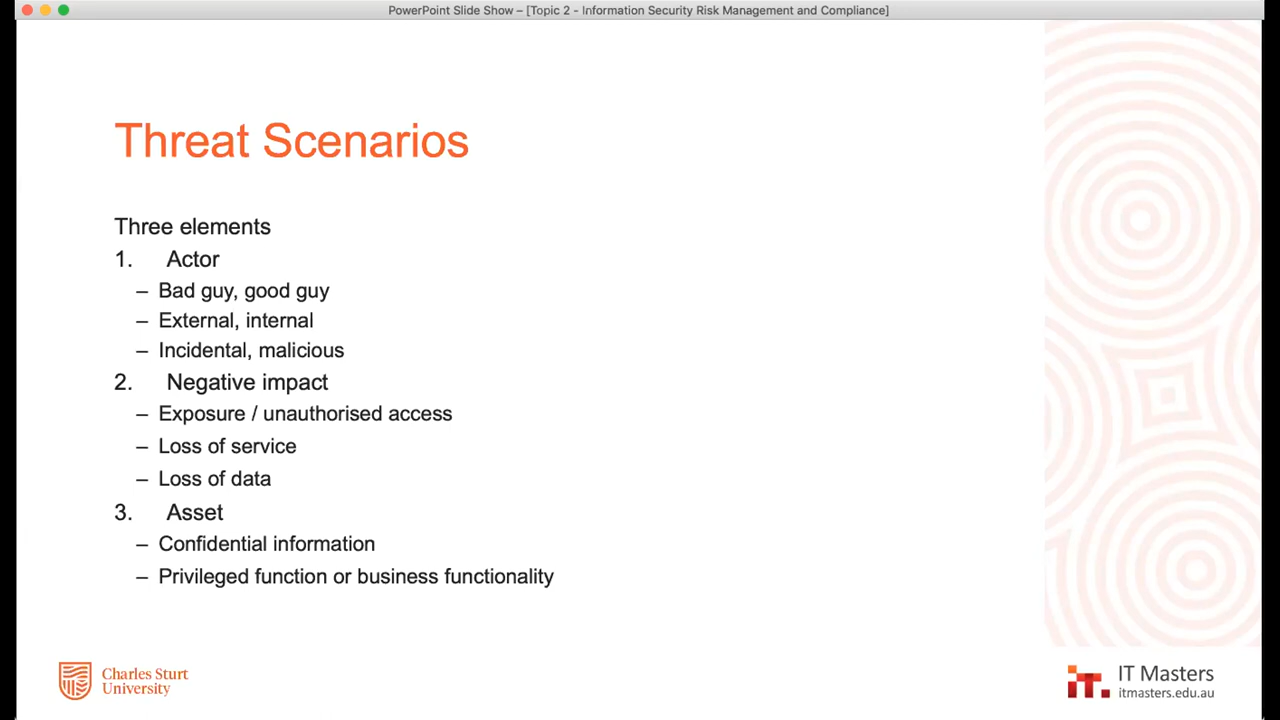 PowerPoint Slide Show – [Topic 2 - Information Security Risk Management and Compliance]
Threat Scenarios
Three elements
1. Actor
– Bad guy, good guy
– External, internal
– Incidental, malicious
2. Negative impact
– Exposure / unauthorised access
– Loss of service
– Loss of data
3. Asset
– Confidential information
– Privileged function or business functionality
Charles Sturt
University
IT Masters
itmasters.edu.au